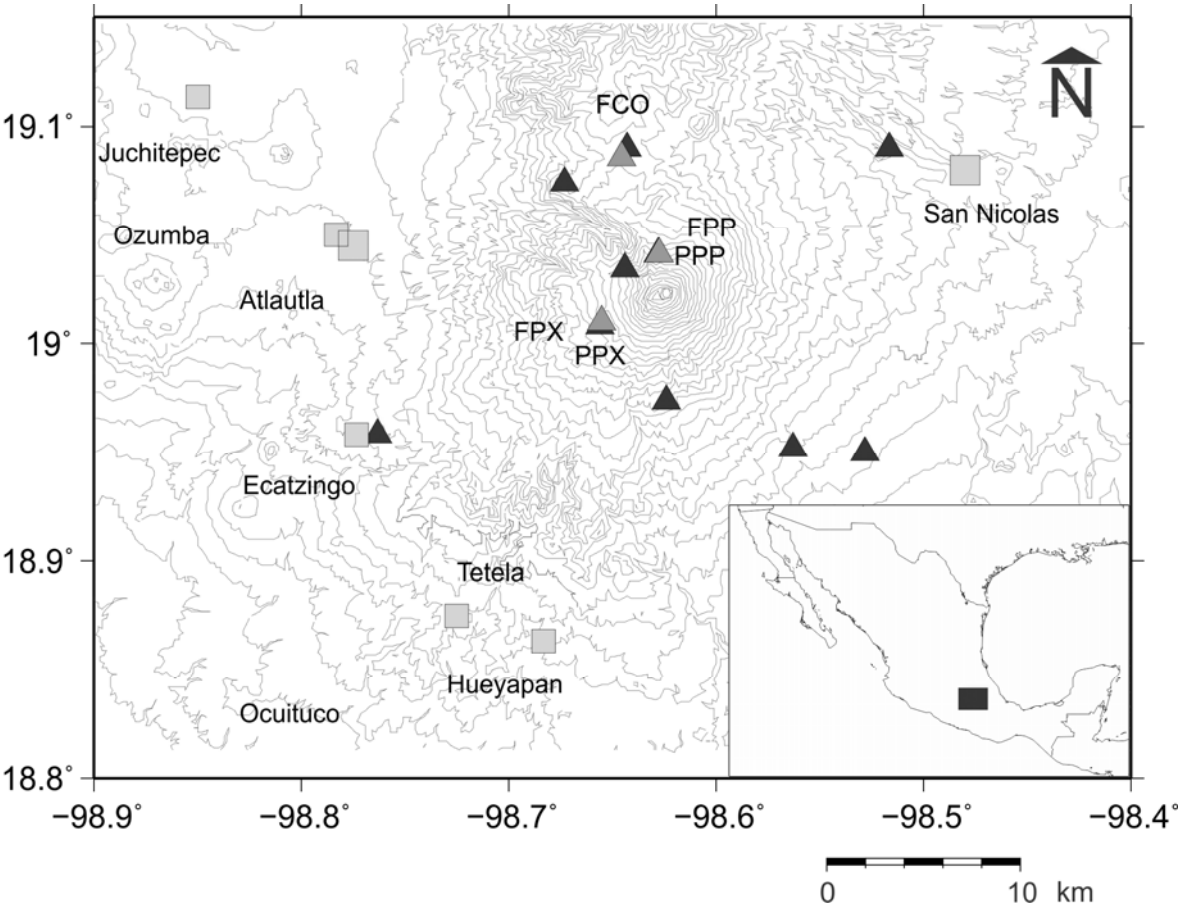 N
FCO
19.1°
Juchitepec
San Nicolas
Ozumba
FPP
PPP
Atlautla
FPX
19°
PPX
Ecatzingo
18.9°
Tetela
Hueyapan
Ocuituco
18.8°
−98.9° −98.8° −98.7° −98.6° −98.5° −98.4°
0 10 km